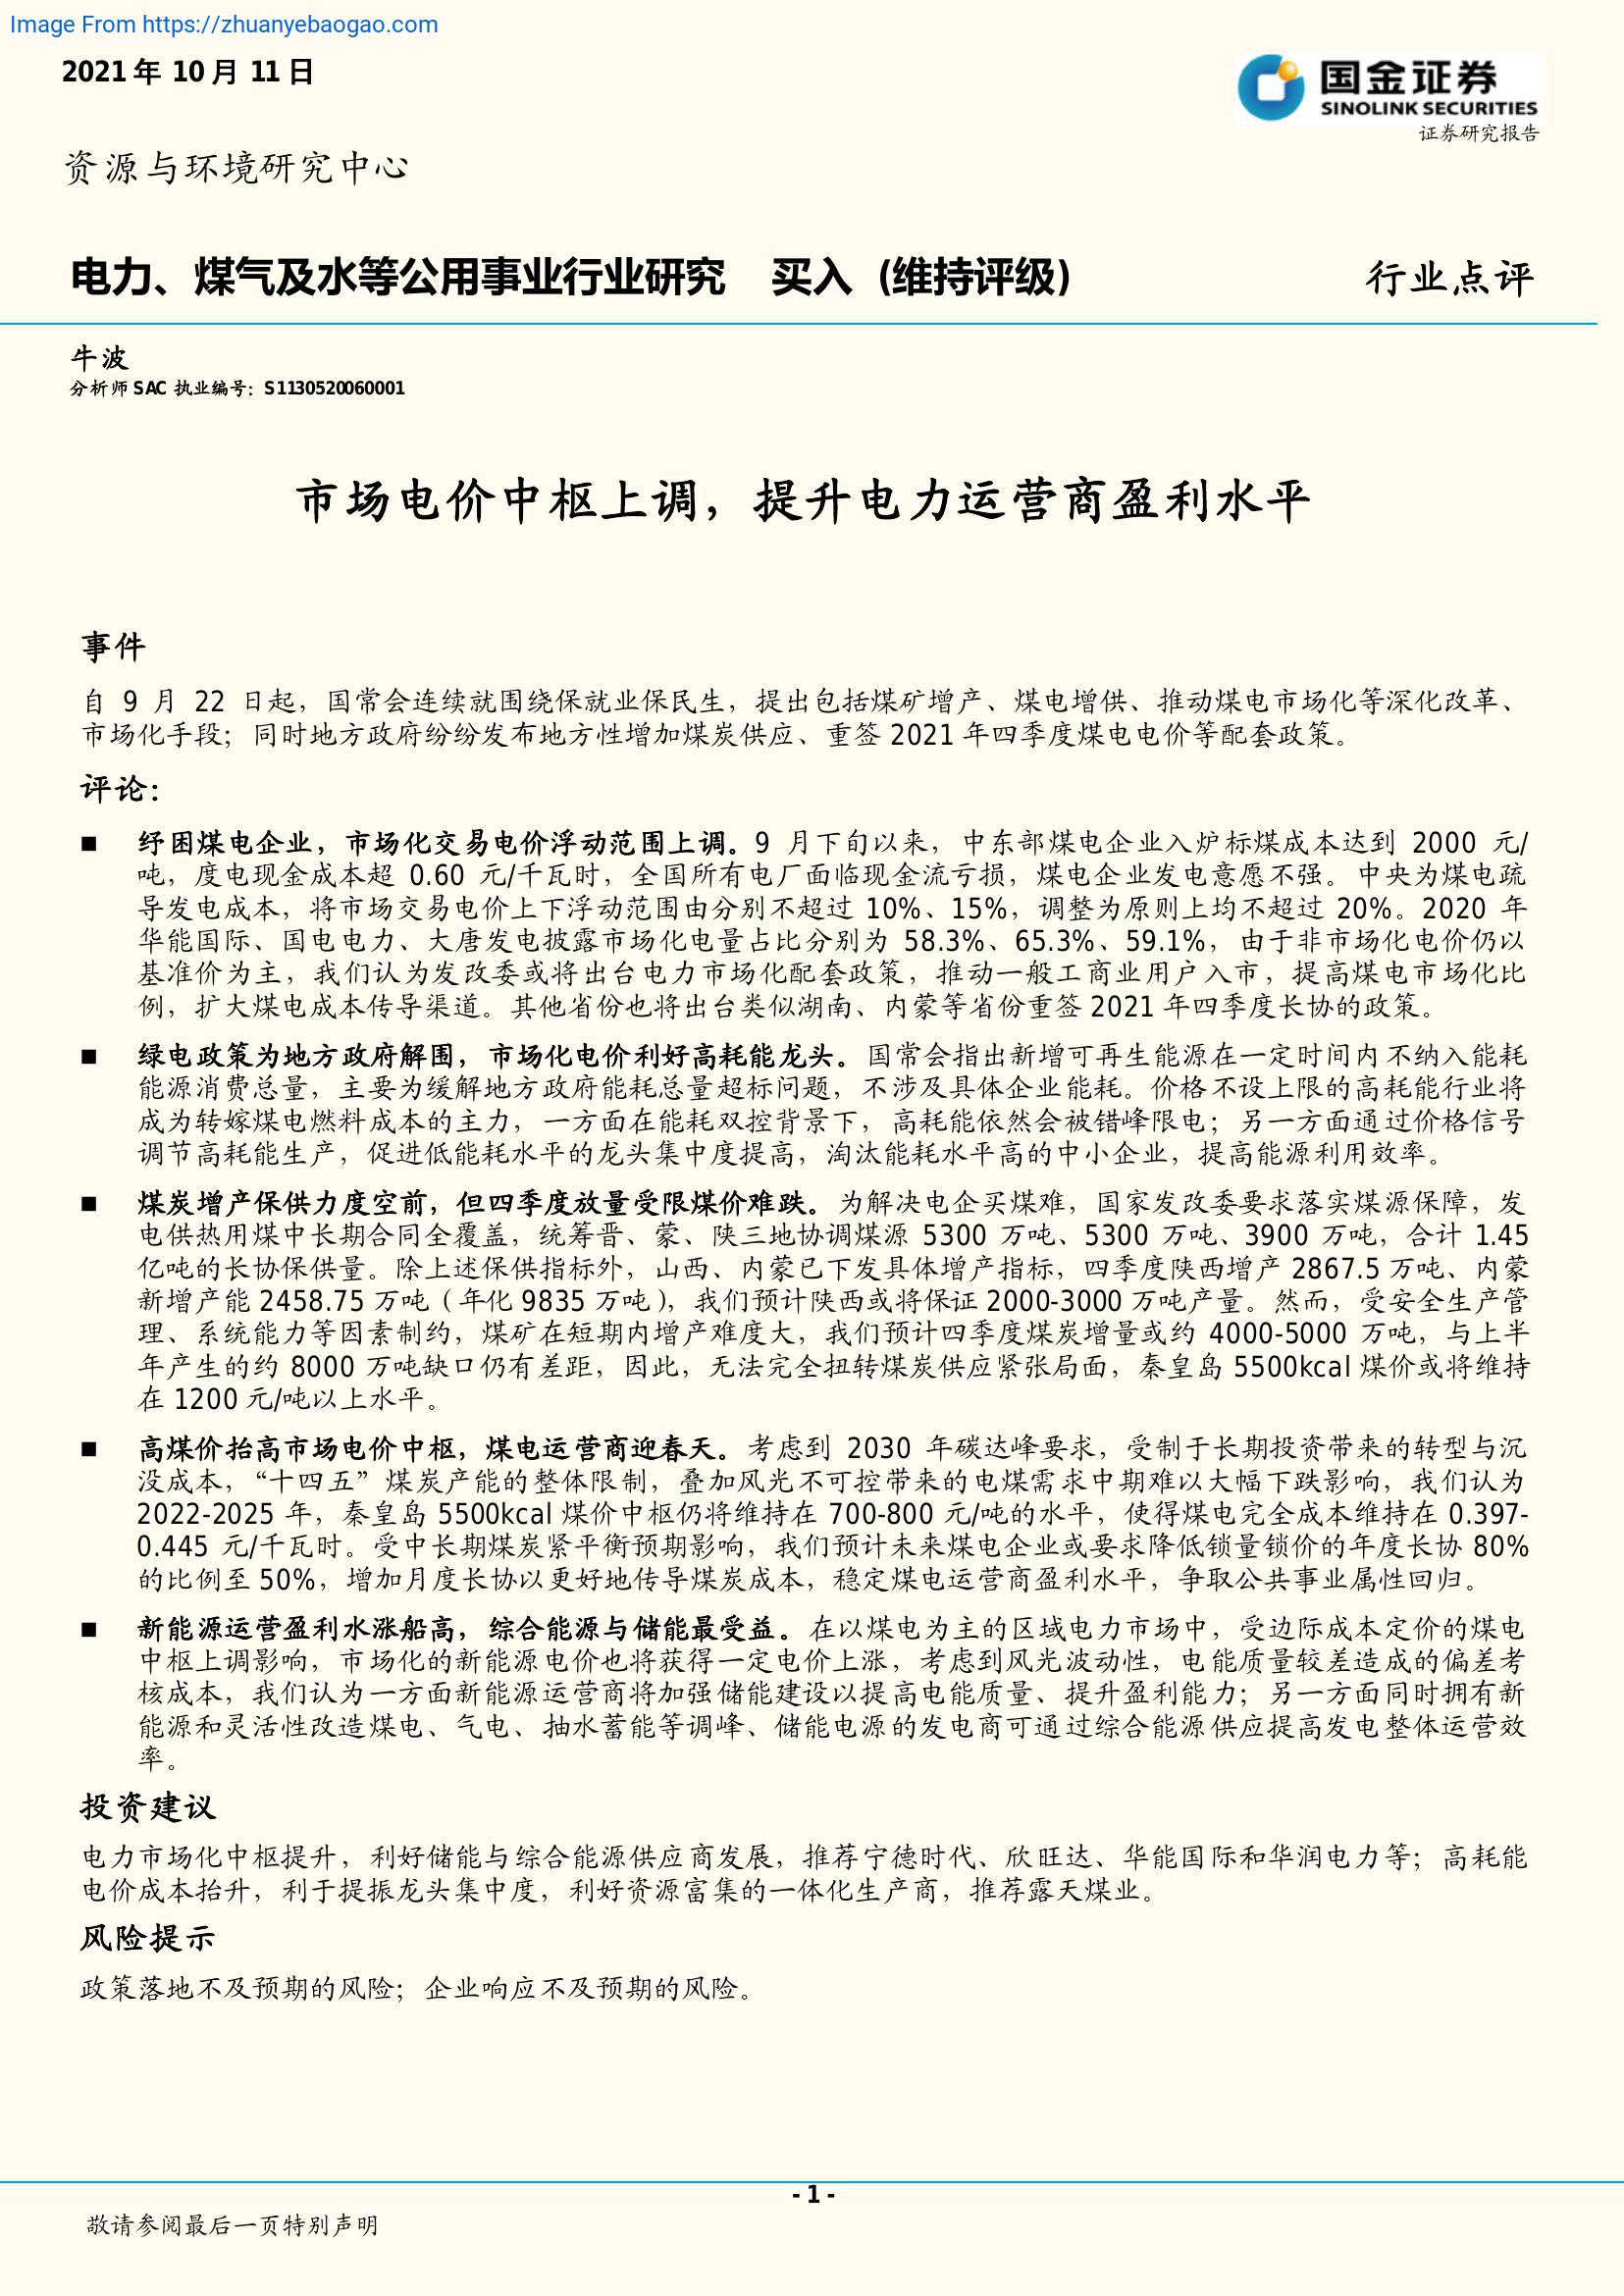 Image From https://zhuanyebaogao.com
2021 年 10 月 11 日
国金证券
SINOLINK SECURITIES
证券研究报告
资源与环境研究中心
电力、煤气及水等公用事业行业研究 买入 (维持评级)
行业点评
牛波
分析师 SAC 执业编号：S1130520060001
市场电价中枢上调，提升电力运营商盈利水平
事件
自 9 月 22 日起，国常会连续就围绕保就业保民生，提出包括煤矿增产、煤电增供、推动煤电市场化等深化改革、
市场化手段；同时地方政府纷纷发布地方性增加煤炭供应、重签 2021 年四季度煤电电价等配套政策。
评论：
■ 纾困煤电企业，市场化交易电价浮动范围上调。9 月下旬以来，中东部煤电企业入炉标煤成本达到 2000 元/
吨，度电现金成本超 0.60 元/千瓦时，全国所有电厂面临现金流亏损，煤电企业发电意愿不强。中央为煤电疏
导发电成本，将市场交易电价上下浮动范围由分别不超过 10%、15%，调整为原则上均不超过 20%。2020 年
华能国际、国电电力、大唐发电披露市场化电量占比分别为 58.3%、65.3%、59.1%，由于非市场化电价仍以
基准价为主，我们认为发改委或将出台电力市场化配套政策，推动一般工商业用户入市，提高煤电市场化比
例，扩大煤电成本传导渠道。其他省份也将出台类似湖南、内蒙等省份重签 2021 年四季度长协的政策。
■ 绿电政策为地方政府解围，市场化电价利好高耗能龙头。国常会指出新增可再生能源在一定时间内不纳入能耗
能源消费总量，主要为缓解地方政府能耗总量超标问题，不涉及具体企业能耗。价格不设上限的高耗能行业将
成为转嫁煤电燃料成本的主力，一方面在能耗双控背景下，高耗能依然会被错峰限电；另一方面通过价格信号
调节高耗能生产，促进低能耗水平的龙头集中度提高，淘汰能耗水平高的中小企业，提高能源利用效率。
■ 煤炭增产保供力度空前，但四季度放量受限煤价难跌。为解决电企买煤难，国家发改委要求落实煤源保障，发
电供热用煤中长期合同全覆盖，统筹晋、蒙、陕三地协调煤源 5300 万吨、5300 万吨、3900 万吨，合计 1.45
亿吨的长协保供量。除上述保供指标外，山西、内蒙已下发具体增产指标，四季度陕西增产 2867.5 万吨、内蒙
新增产能 2458.75 万吨（年化 9835 万吨），我们预计陕西或将保证 2000-3000 万吨产量。然而，受安全生产管
理、系统能力等因素制约，煤矿在短期内增产难度大，我们预计四季度煤炭增量或约 4000-5000 万吨，与上半
年产生的约 8000 万吨缺口仍有差距，因此，无法完全扭转煤炭供应紧张局面，秦皇岛 5500kcal 煤价或将维持
在 1200 元/吨以上水平。
■ 高煤价抬高市场电价中枢，煤电运营商迎春天。考虑到 2030 年碳达峰要求，受制于长期投资带来的转型与沉
没成本，“十四五”煤炭产能的整体限制，叠加风光不可控带来的电煤需求中期难以大幅下跌影响，我们认为
2022-2025 年，秦皇岛 5500kcal 煤价中枢仍将维持在 700-800 元/吨的水平，使得煤电完全成本维持在 0.397-
0.445 元/千瓦时。受中长期煤炭紧平衡预期影响，我们预计未来煤电企业或要求降低锁量锁价的年度长协 80%
的比例至 50%，增加月度长协以更好地传导煤炭成本，稳定煤电运营商盈利水平，争取公共事业属性回归。
■ 新能源运营盈利水涨船高，综合能源与储能最受益。在以煤电为主的区域电力市场中，受边际成本定价的煤电
中枢上调影响，市场化的新能源电价也将获得一定电价上涨，考虑到风光波动性，电能质量较差造成的偏差考
核成本，我们认为一方面新能源运营商将加强储能建设以提高电能质量、提升盈利能力；另一方面同时拥有新
能源和灵活性改造煤电、气电、抽水蓄能等调峰、储能电源的发电商可通过综合能源供应提高发电整体运营效
率。
投资建议
电力市场化中枢提升，利好储能与综合能源供应商发展，推荐宁德时代、欣旺达、华能国际和华润电力等；高耗能
电价成本抬升，利于提振龙头集中度，利好资源富集的一体化生产商，推荐露天煤业。
风险提示
政策落地不及预期的风险；企业响应不及预期的风险。
- 1 -
敬请参阅最后一页特别声明